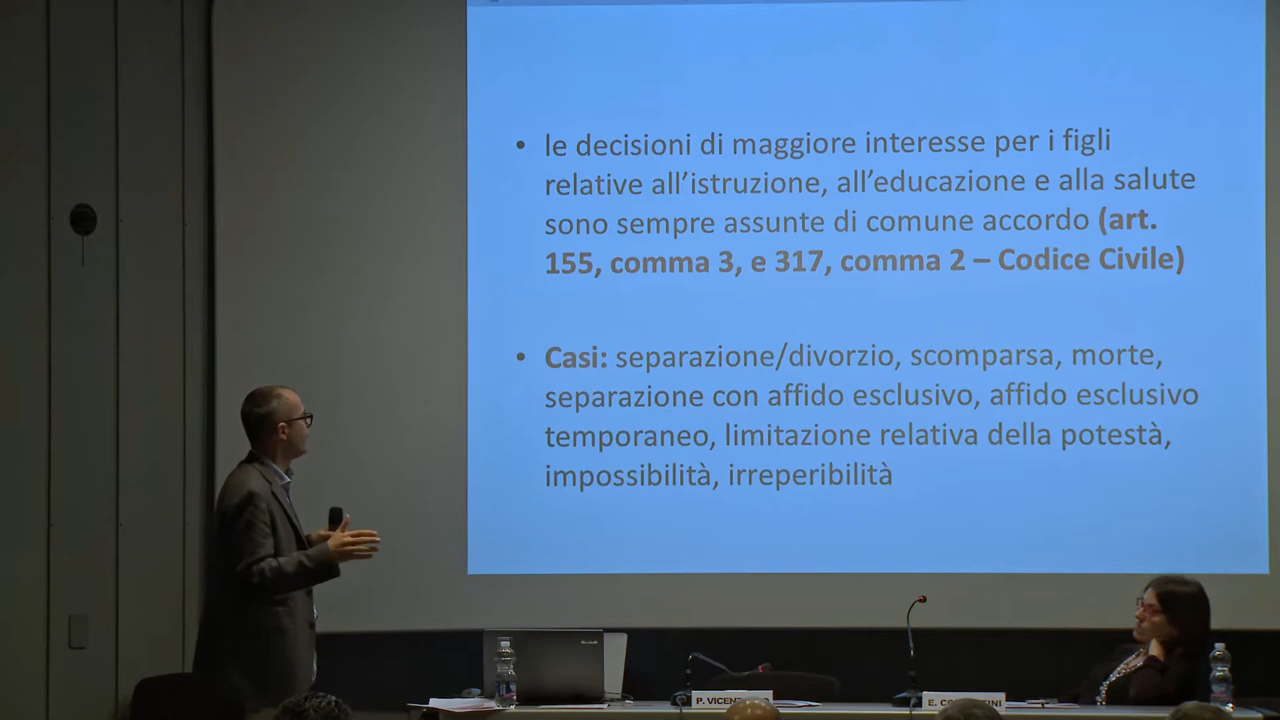 • le decisioni di maggiore interesse per i figli
relative all’istruzione, all’educazione e alla salute
sono sempre assunte di comune accordo (art.
155, comma 3, e 317, comma 2 – Codice Civile)
• Casi: separazione/divorzio, scomparsa, morte,
separazione con affido esclusivo, affido esclusivo
temporaneo, limitazione relativa della potestà,
impossibilità, irreperibilità
P.
E.